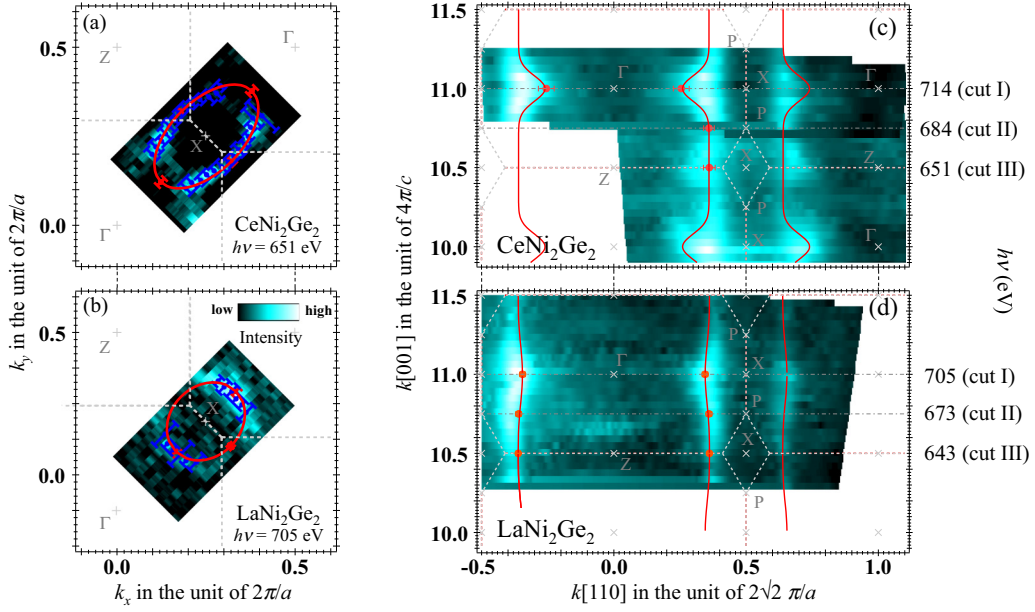 (a)
0.5
Z
Γ
X
0.0
Γ
CeNi2Ge2
hν = 651 eV
ky in the unit of 2π/a
(b)
low high
Intensity
0.5
Z
X
0.0
Γ
LaNi2Ge2
hν = 705 eV
0.0 0.5
kx in the unit of 2π/a
(c)
11.5
P
Γ X Γ
11.0
714 (cut I)
P
684 (cut II)
X Z
10.5
651 (cut III)
Z
P
X Γ
10.0
CeNi2Ge2
k[001] in the unit of 4π/c
hν (eV)
(d)
11.5
P
Γ X
11.0
705 (cut I)
P
673 (cut II)
X
10.5
643 (cut III)
Z
P
10.0
LaNi2Ge2
-0.5 0.0 0.5 1.0
k[110] in the unit of 2√2 π/a